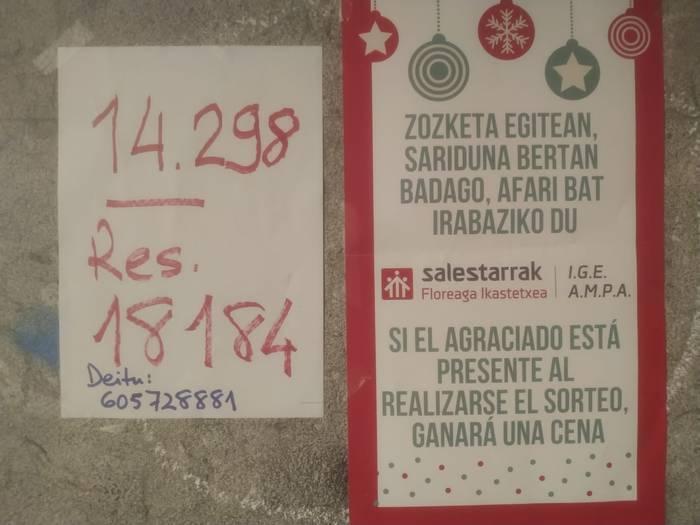 14.298
Res.
18184
Deitu:
605728881
ZOZKETA EGITEAN,
SARIDUNA BERTAN
BADAGO, AFARI BAT
IRABAZIKO DU
salestarrak
Floreaga Ikastetxea
I.G.E.
A.M.P.A.
SI EL AGRACIADO ESTÁ
PRESENTE AL
REALIZARSE EL SORTEO,
GANARÁ UNA CENA